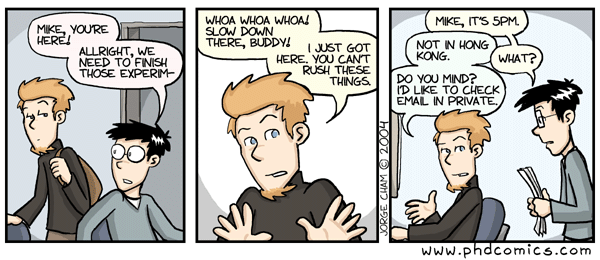 MIKE, YOU'RE
HERE!
ALLRIGHT, WE
NEED TO FINISH
THOSE EXPERIM-
WHOA WHOA WHOA!
SLOW DOWN
THERE, BUDDY!
I JUST GOT
HERE. YOU CAN'T
RUSH THESE
THINGS.
MIKE, IT'S 5PM.
NOT IN HONG
KONG.
WHAT?
DO YOU MIND?
I'D LIKE TO CHECK
EMAIL IN PRIVATE.
JORGE CHAM © 2004
www.phdcomics.com